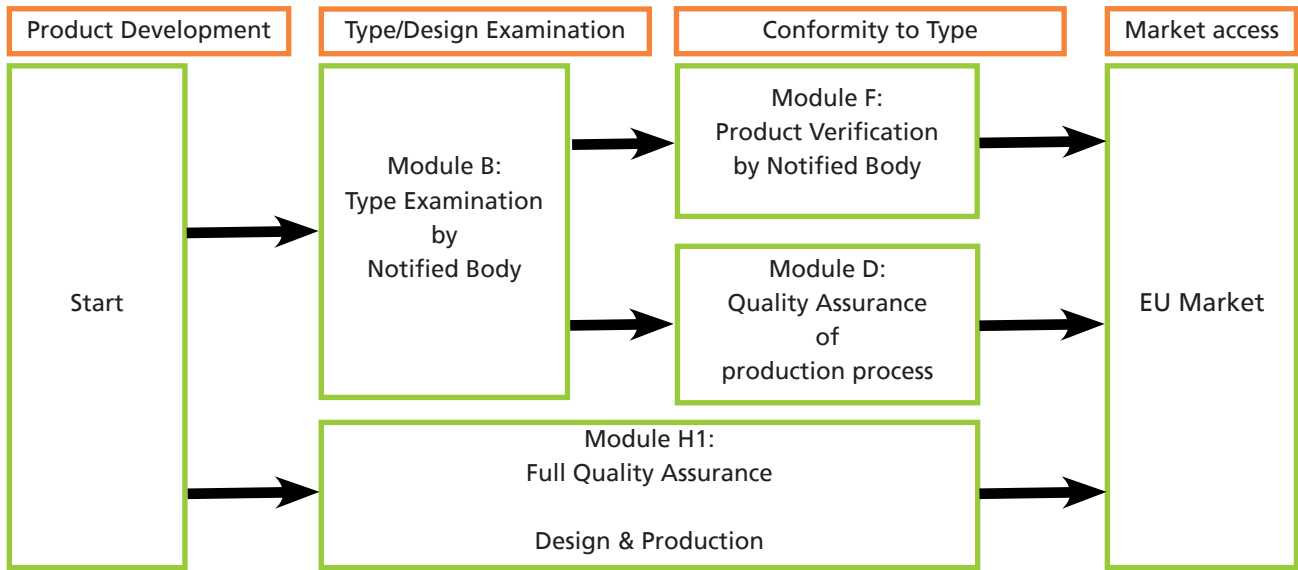 Product Development
Type/Design Examination
Conformity to Type
Market access
Start
Module B:
Type Examination
by
Notified Body
Module F:
Product Verification
by Notified Body
Module D:
Quality Assurance
of
production process
Module H1:
Full Quality Assurance
Design & Production
EU Market